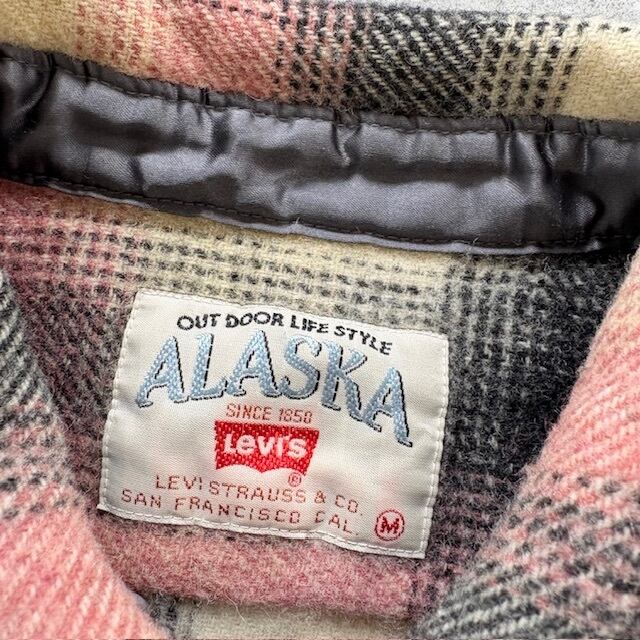 OUT DOOR LIFE STYLE
ALASKA
SINCE 1850
Levi's
®
LEVI STRAUSS & CO.
SAN FRANCISCO CAL. M